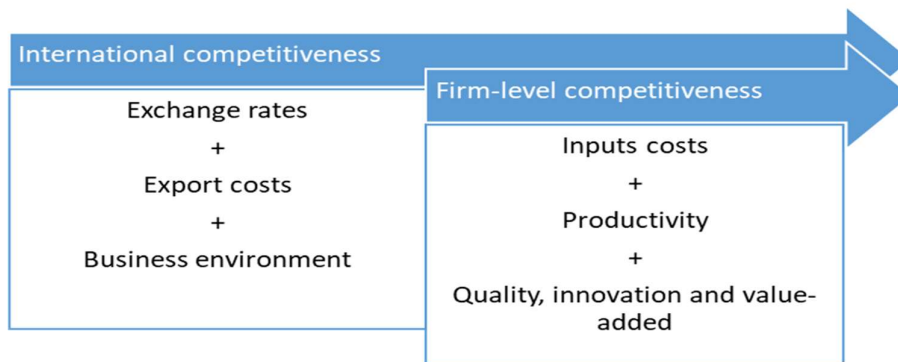 International competitiveness
Exchange rates
+
Export costs
+
Business environment
Firm-level competitiveness
Inputs costs
+
Productivity
+
Quality, innovation and value-
added